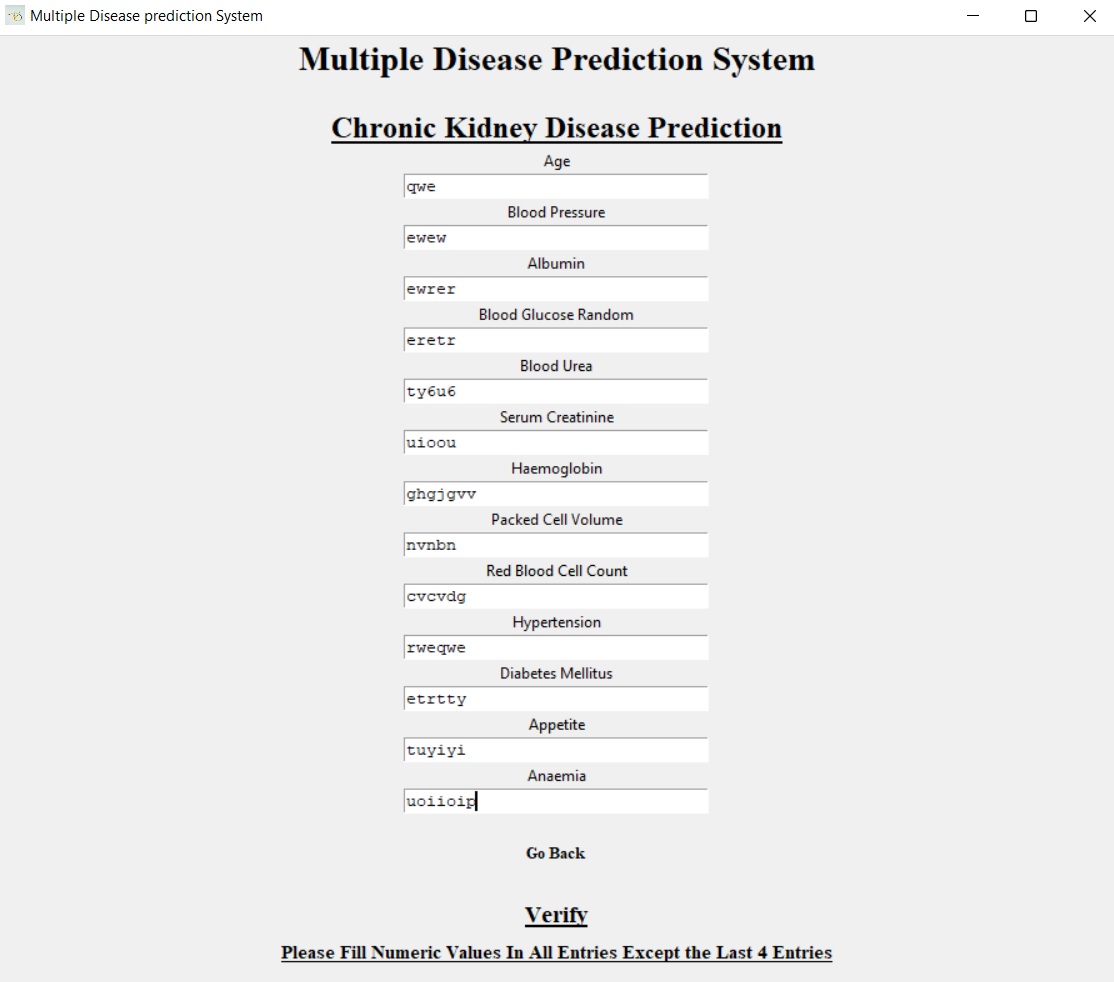 Multiple Disease prediction System
Multiple Disease Prediction System
Chronic Kidney Disease Prediction
Age
qwe
Blood Pressure
ewew
Albumin
ewrer
Blood Glucose Random
eretr
Blood Urea
ty6u6
Serum Creatinine
uioou
Haemoglobin
ghgjgvv
Packed Cell Volume
nvnbn
Red Blood Cell Count
cvcvdg
Hypertension
rweqwe
Diabetes Mellitus
etrtty
Appetite
tuyiyi
Anaemia
uoiioip
Go Back
Verify
Please Fill Numeric Values In All Entries Except the Last 4 Entries